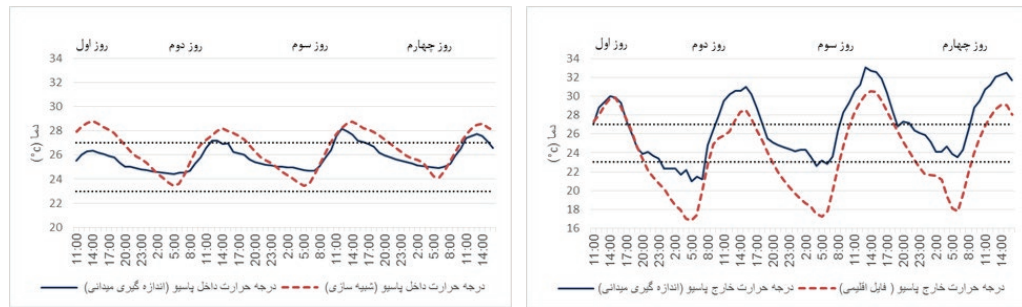 روز اول روز دوم روز سوم روز چهارم
دما (°c)
34
32
30
28
26
24
22
20
11:00 14:00 17:00 20:00 23:00 2:00 5:00 8:00 11:00 14:00 17:00 20:00 23:00 2:00 5:00 8:00 11:00 14:00 17:00 20:00 23:00 2:00 5:00 8:00 11:00 14:00
درجه حرارت داخل پاسیو (شبیه سازی)
درجه حرارت داخل پاسیو (اندازه گیری میدانی)
روز اول روز دوم روز سوم روز چهارم
دما (°c)
34
32
30
28
26
24
22
20
18
16
11:00 14:00 17:00 20:00 23:00 2:00 5:00 8:00 11:00 14:00 17:00 20:00 23:00 2:00 5:00 8:00 11:00 14:00 17:00 20:00 23:00 2:00 5:00 8:00 11:00 14:00
درجه حرارت خارج پاسیو ( فایل اقلیمی)
درجه حرارت خارج پاسیو (اندازه گیری میدانی)